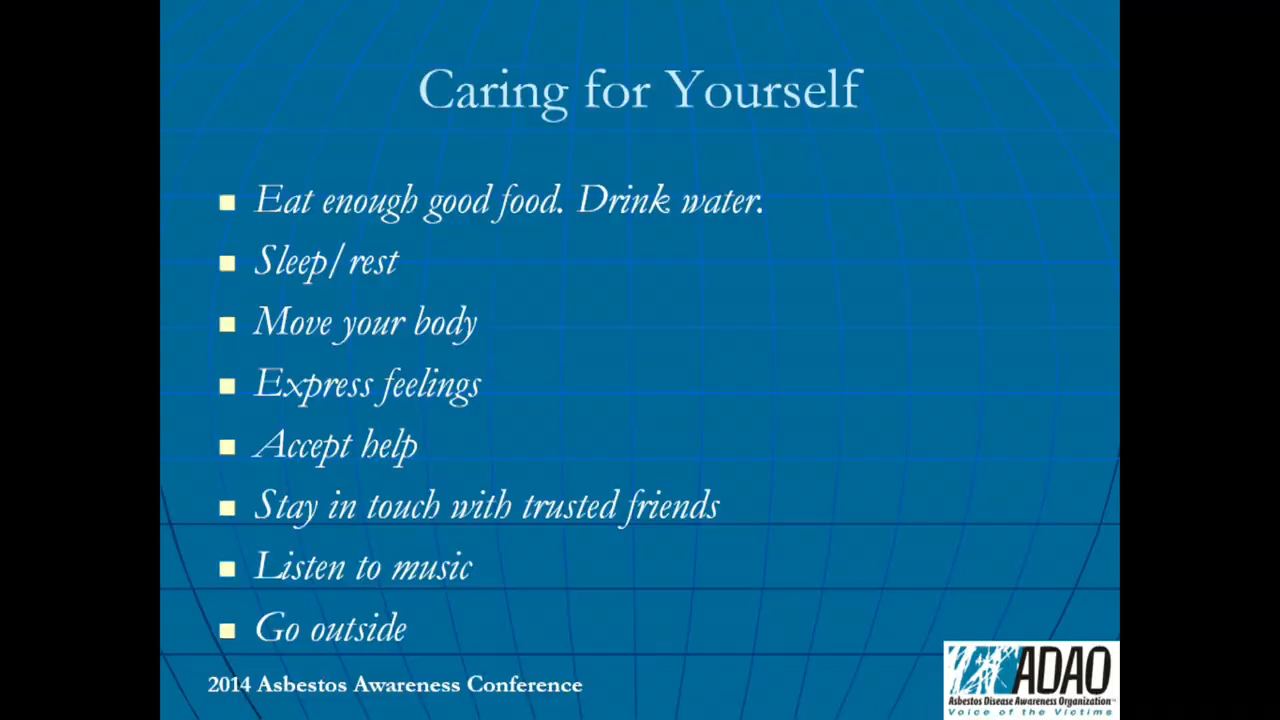 Caring for Yourself
Eat enough good food. Drink water.
Sleep/rest
Move your body
Express feelings
Accept help
Stay in touch with trusted friends
Listen to music
Go outside
2014 Asbestos Awareness Conference
ADAO
Asbestos Disease Awareness Organization
Voice of the Victims